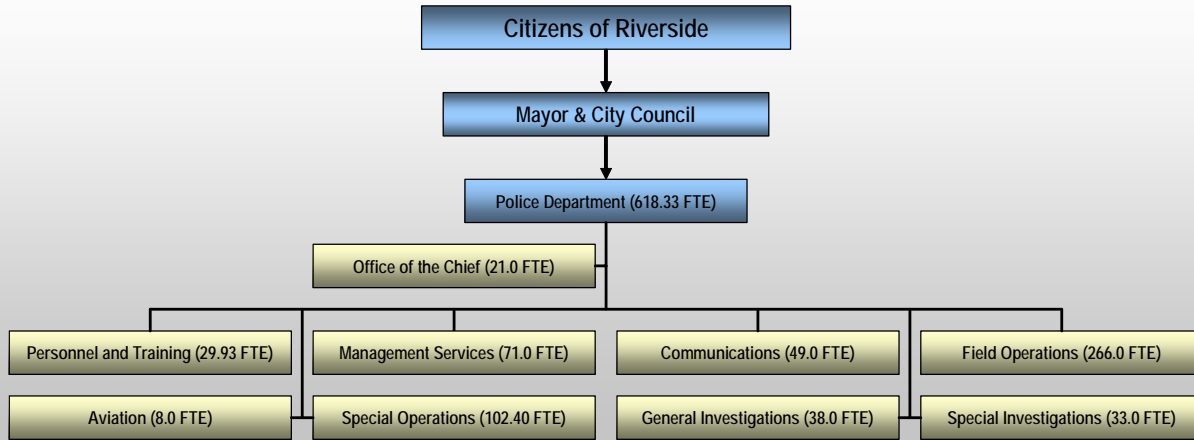 Citizens of Riverside
Mayor & City Council
Police Department (618.33 FTE)
Office of the Chief (21.0 FTE)
Personnel and Training (29.93 FTE)
Management Services (71.0 FTE)
Communications (49.0 FTE)
Field Operations (266.0 FTE)
Aviation (8.0 FTE)
Special Operations (102.40 FTE)
General Investigations (38.0 FTE)
Special Investigations (33.0 FTE)